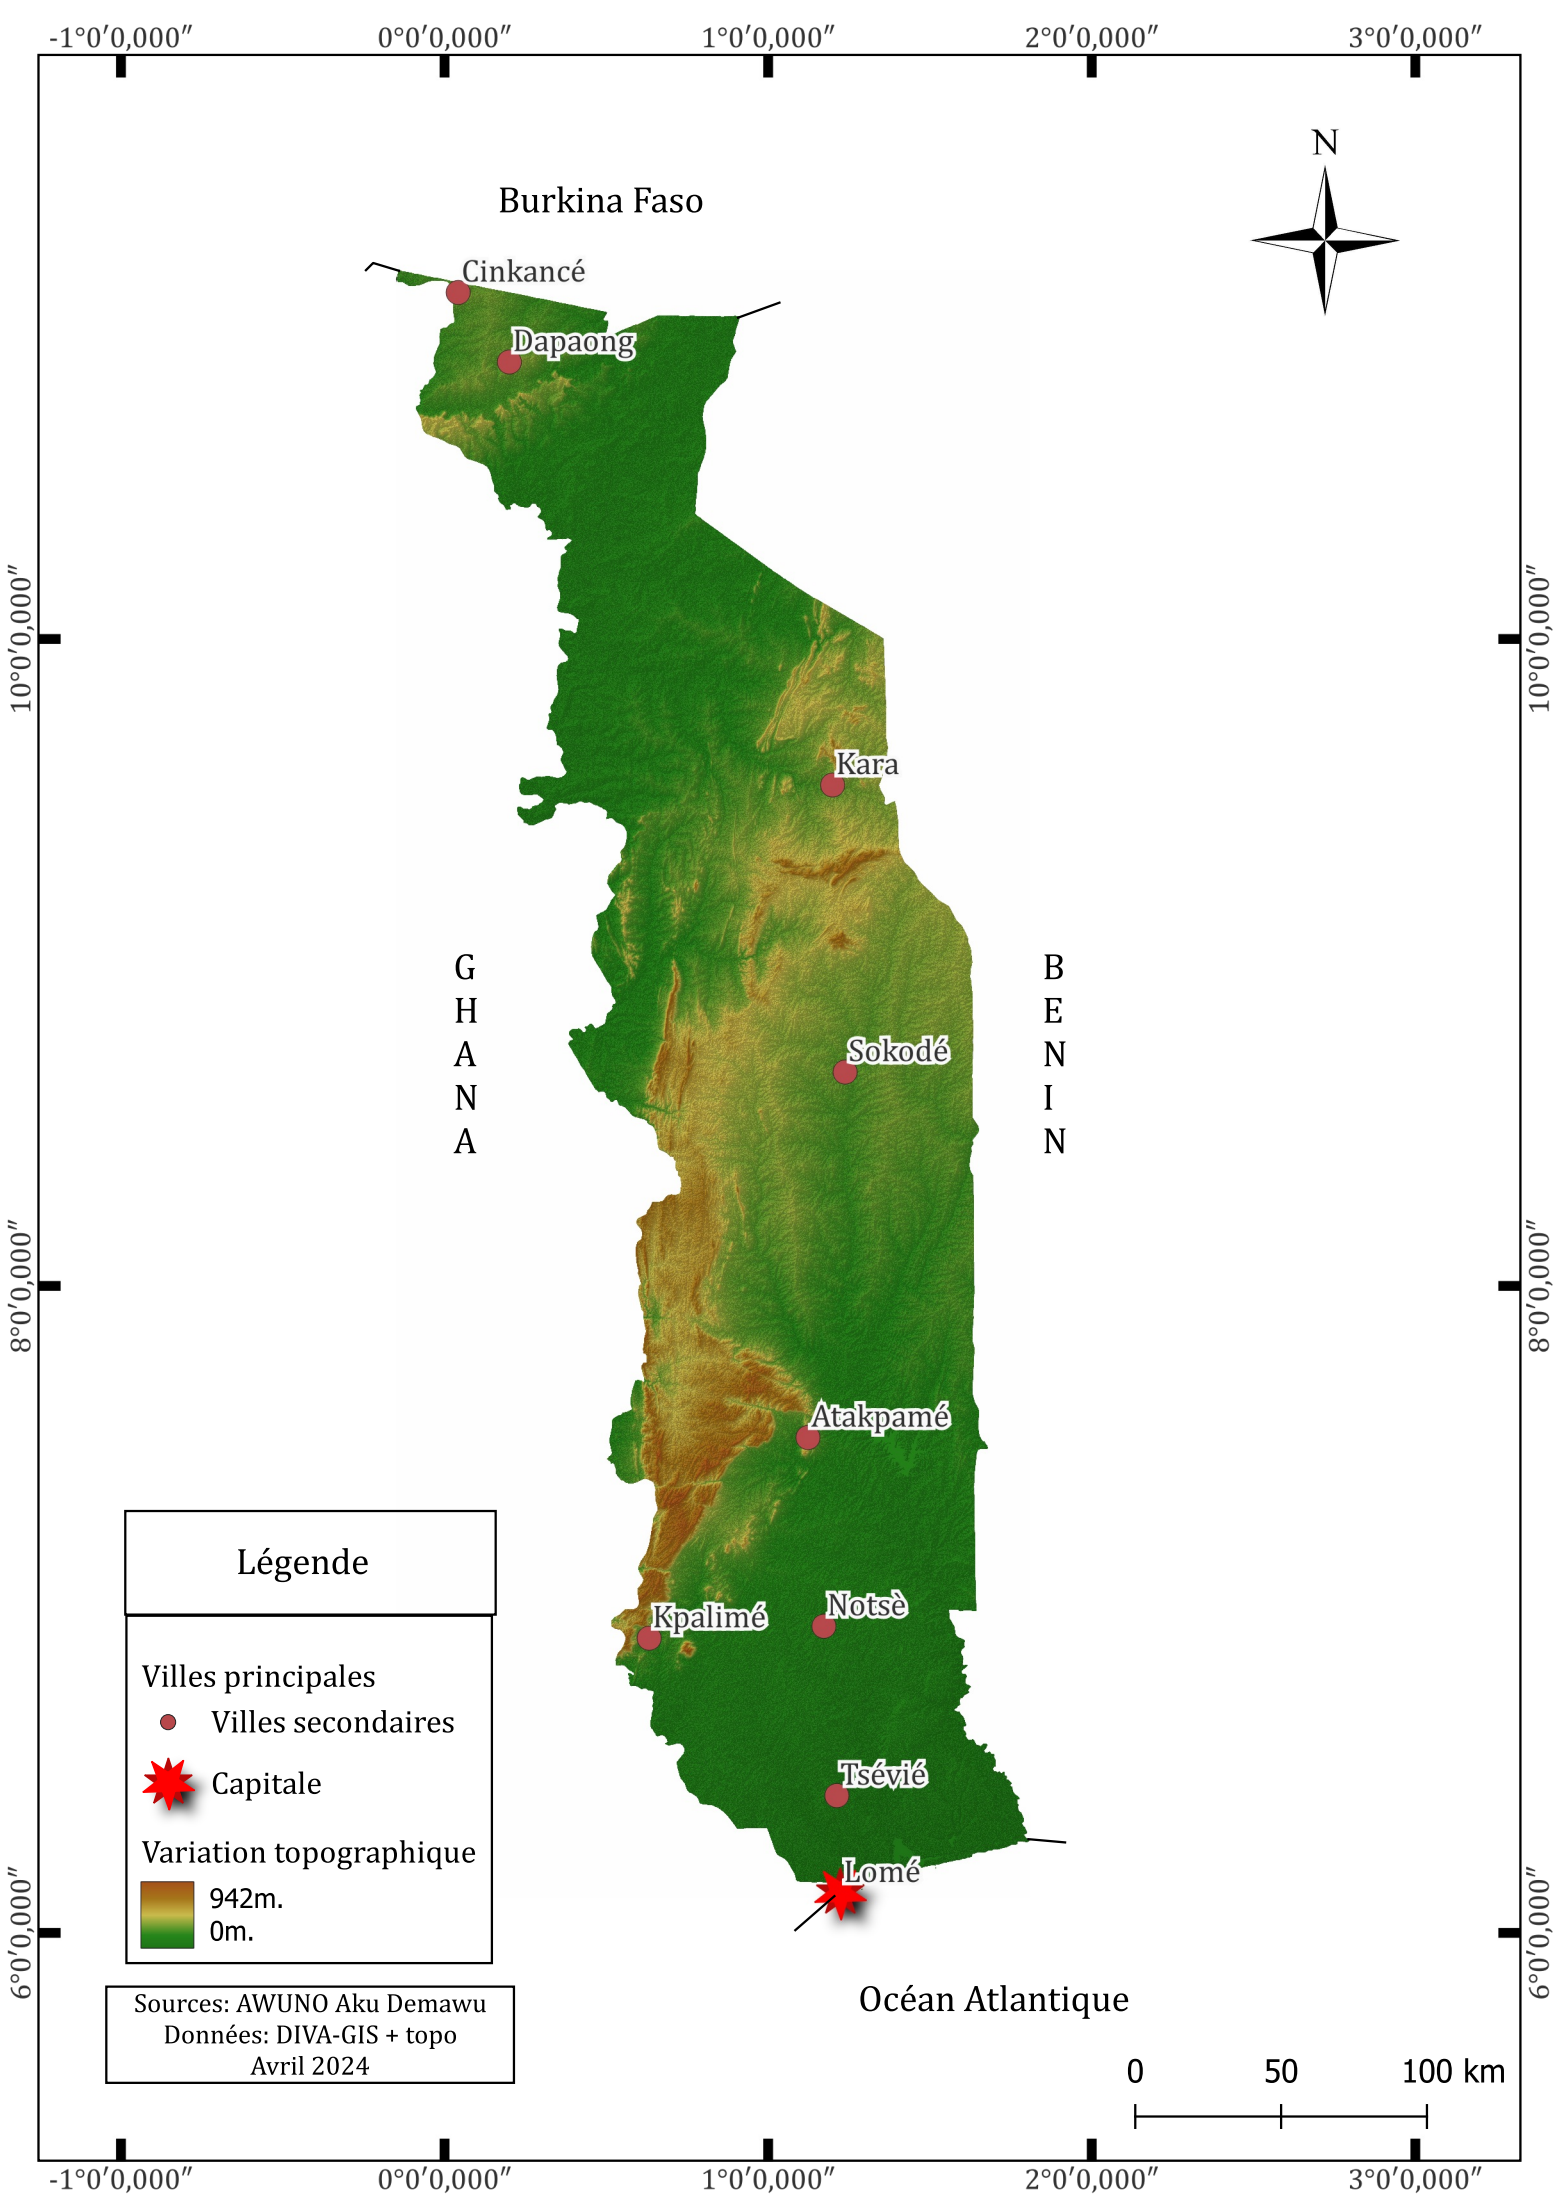 -1°0′0,000″ 0°0′0,000″ 1°0′0,000″ 2°0′0,000″ 3°0′0,000″
N
Burkina Faso
Cinkancé
Dapaong
10°0′0,000″ 10°0′0,000″
Kara
GHANA
BENIN
Sokodé
8°0′0,000″ 8°0′0,000″
Atakpamé
Kpalimé
Notsè
Tsévié
Lomé
6°0′0,000″ 6°0′0,000″
Océan Atlantique
Légende
Villes principales
Villes secondaires
Capitale
Variation topographique
942m.
0m.
Sources: AWUNO Aku Demawu
Données: DIVA-GIS + topo
Avril 2024
0 50 100 km
-1°0′0,000″ 0°0′0,000″ 1°0′0,000″ 2°0′0,000″ 3°0′0,000″